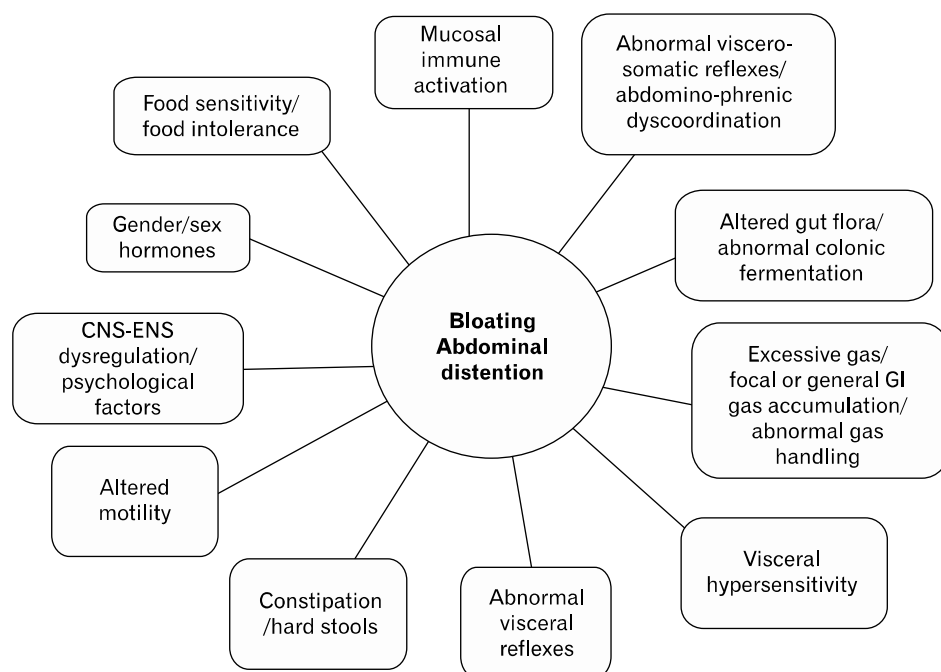 Mucosal
immune
activation
Abnormal viscero-
somatic reflexes/
abdomino-phrenic
dyscoordination
Food sensitivity/
food intolerance
Gender/sex
hormones
Altered gut flora/
abnormal colonic
fermentation
Bloating
Abdominal
distention
CNS-ENS
dysregulation/
psychological
factors
Excessive gas/
focal or general GI
gas accumulation/
abnormal gas
handling
Altered
motility
Visceral
hypersensitivity
Constipation
/hard stools
Abnormal
visceral
reflexes